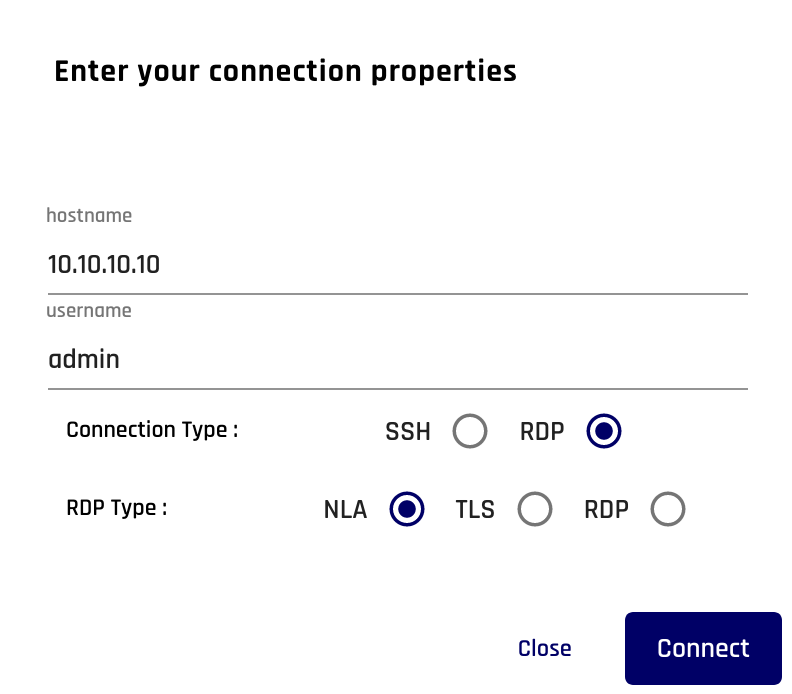 Enter your connection properties
hostname
10.10.10.10
username
admin
Connection Type : SSH RDP
RDP Type : NLA TLS RDP
Close Connect